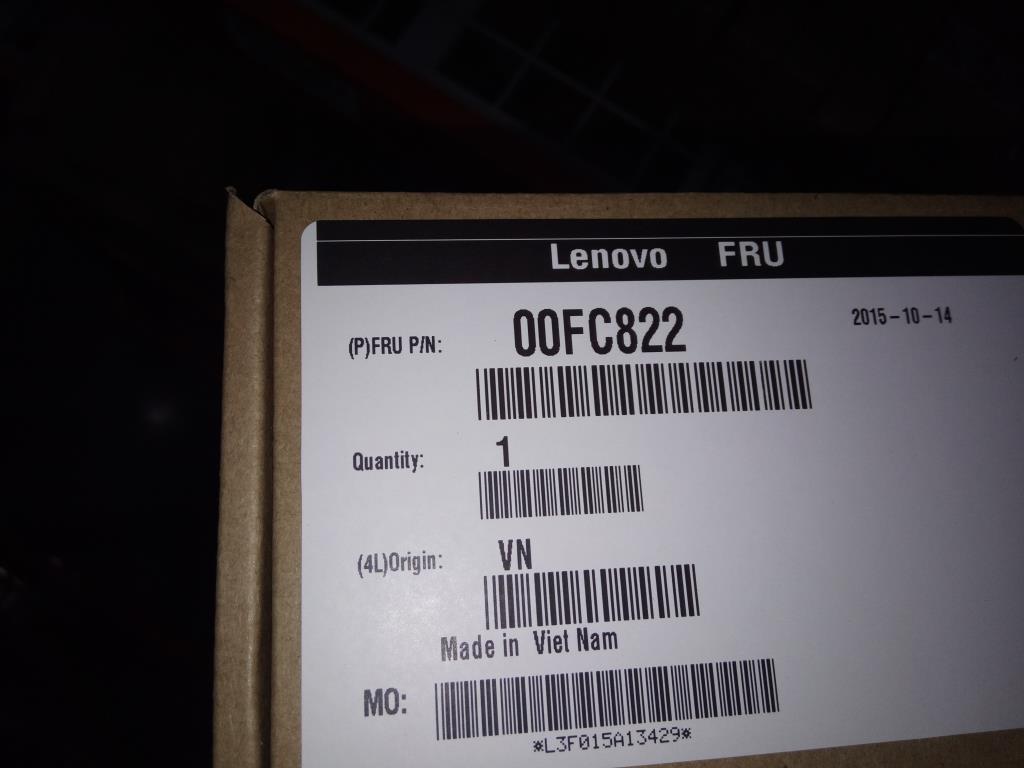 Lenovo FRU
(P)FRU P/N: 00FC822 2015-10-14
Quantity: 1
(4L)Origin: VN
Made in Viet Nam
MO:
*L3F015A13429*